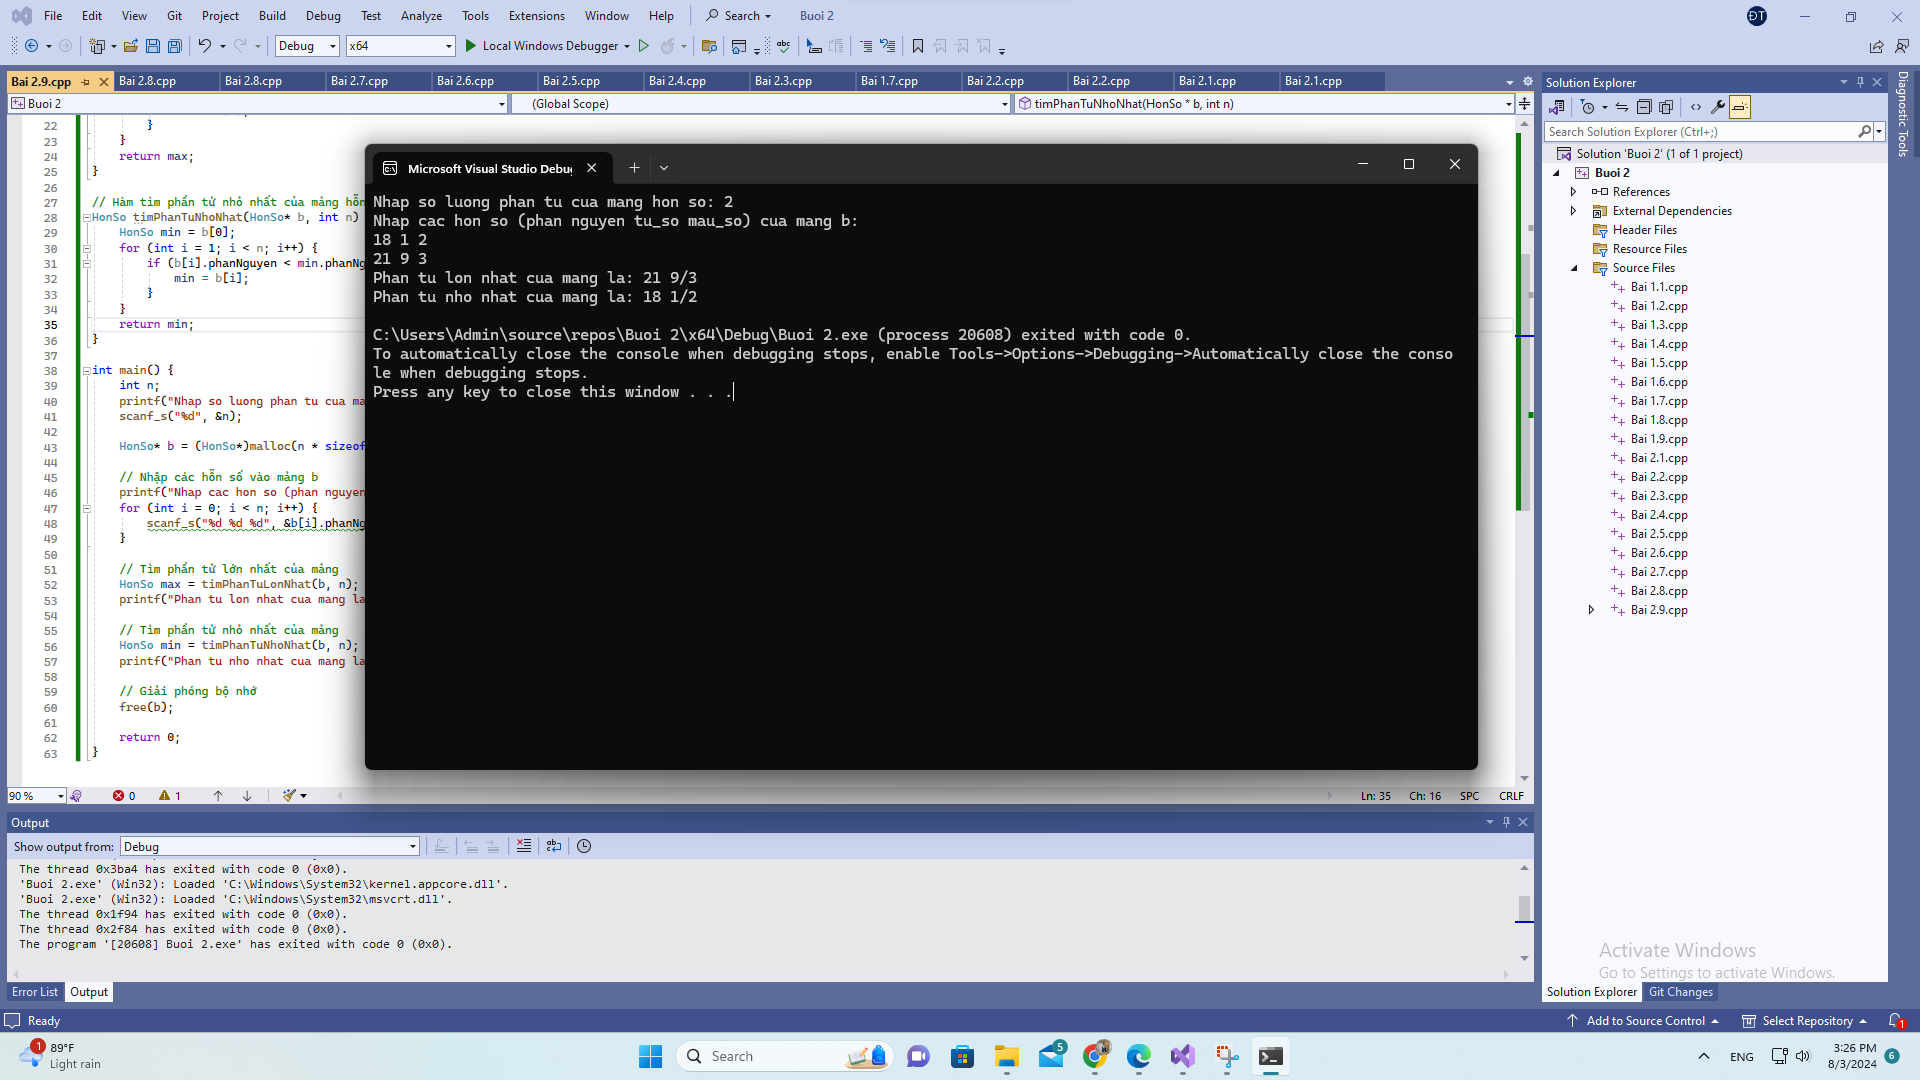 File Edit View Git Project Build Debug Test Analyze Tools Extensions Window Help Search Buoi 2 ĐT
Debug x64 Local Windows Debugger
Bai 2.9.cpp Bai 2.8.cpp Bai 2.8.cpp Bai 2.7.cpp Bai 2.6.cpp Bai 2.5.cpp Bai 2.4.cpp Bai 2.3.cpp Bai 1.7.cpp Bai 2.2.cpp Bai 2.2.cpp Bai 2.1.cpp Bai 2.1.cpp
Buoi 2 (Global Scope) timPhanTuNhoNhat(HonSo * b, int n)
22 }
23 }
24 return max;
25 }
26
27 // Hàm tìm phần tử nhỏ nhất của mảng hỗn
28 HonSo timPhanTuNhoNhat(HonSo* b, int n)
29 HonSo min = b[0];
30 for (int i = 1; i < n; i++) {
31 if (b[i].phanNguyen < min.phanNg
32 min = b[i];
33 }
34 }
35 return min;
36 }
37
38 int main() {
39 int n;
40 printf("Nhap so luong phan tu cua ma
41 scanf_s("%d", &n);
42
43 HonSo* b = (HonSo*)malloc(n * sizeof
44
45 // Nhập các hỗn số vào mảng b
46 printf("Nhap cac hon so (phan nguyen
47 for (int i = 0; i < n; i++) {
48 scanf_s("%d %d %d", &b[i].phanNg
49 }
50
51 // Tìm phần tử lớn nhất của mảng
52 HonSo max = timPhanTuLonNhat(b, n);
53 printf("Phan tu lon nhat cua mang la
54
55 // Tìm phần tử nhỏ nhất của mảng
56 HonSo min = timPhanTuNhoNhat(b, n);
57 printf("Phan tu nho nhat cua mang la
58
59 // Giải phóng bộ nhớ
60 free(b);
61
62 return 0;
63 }
Microsoft Visual Studio Debu
Nhap so luong phan tu cua mang hon so: 2
Nhap cac hon so (phan nguyen tu_so mau_so) cua mang b:
18 1 2
21 9 3
Phan tu lon nhat cua mang la: 21 9/3
Phan tu nho nhat cua mang la: 18 1/2
C:\Users\Admin\source\repos\Buoi 2\x64\Debug\Buoi 2.exe (process 20608) exited with code 0.
To automatically close the console when debugging stops, enable Tools->Options->Debugging->Automatically close the conso
le when debugging stops.
Press any key to close this window . . .
90 % 0 1 Ln: 35 Ch: 16 SPC CRLF
Output
Show output from: Debug
The thread 0x3ba4 has exited with code 0 (0x0).
'Buoi 2.exe' (Win32): Loaded 'C:\Windows\System32\kernel.appcore.dll'.
'Buoi 2.exe' (Win32): Loaded 'C:\Windows\System32\msvcrt.dll'.
The thread 0x1f94 has exited with code 0 (0x0).
The thread 0x2f84 has exited with code 0 (0x0).
The program '[20608] Buoi 2.exe' has exited with code 0 (0x0).
Error List Output
Solution Explorer
Search Solution Explorer (Ctrl+;)
Solution 'Buoi 2' (1 of 1 project)
Buoi 2
References
External Dependencies
Header Files
Resource Files
Source Files
Bai 1.1.cpp
Bai 1.2.cpp
Bai 1.3.cpp
Bai 1.4.cpp
Bai 1.5.cpp
Bai 1.6.cpp
Bai 1.7.cpp
Bai 1.8.cpp
Bai 1.9.cpp
Bai 2.1.cpp
Bai 2.2.cpp
Bai 2.3.cpp
Bai 2.4.cpp
Bai 2.5.cpp
Bai 2.6.cpp
Bai 2.7.cpp
Bai 2.8.cpp
Bai 2.9.cpp
Activate Windows
Go to Settings to activate Windows.
Solution Explorer Git Changes
Diagnostic Tools
Ready Add to Source Control Select Repository 1
1 89°F
Light rain
Search 5 ENG
3:26 PM
8/3/2024 6